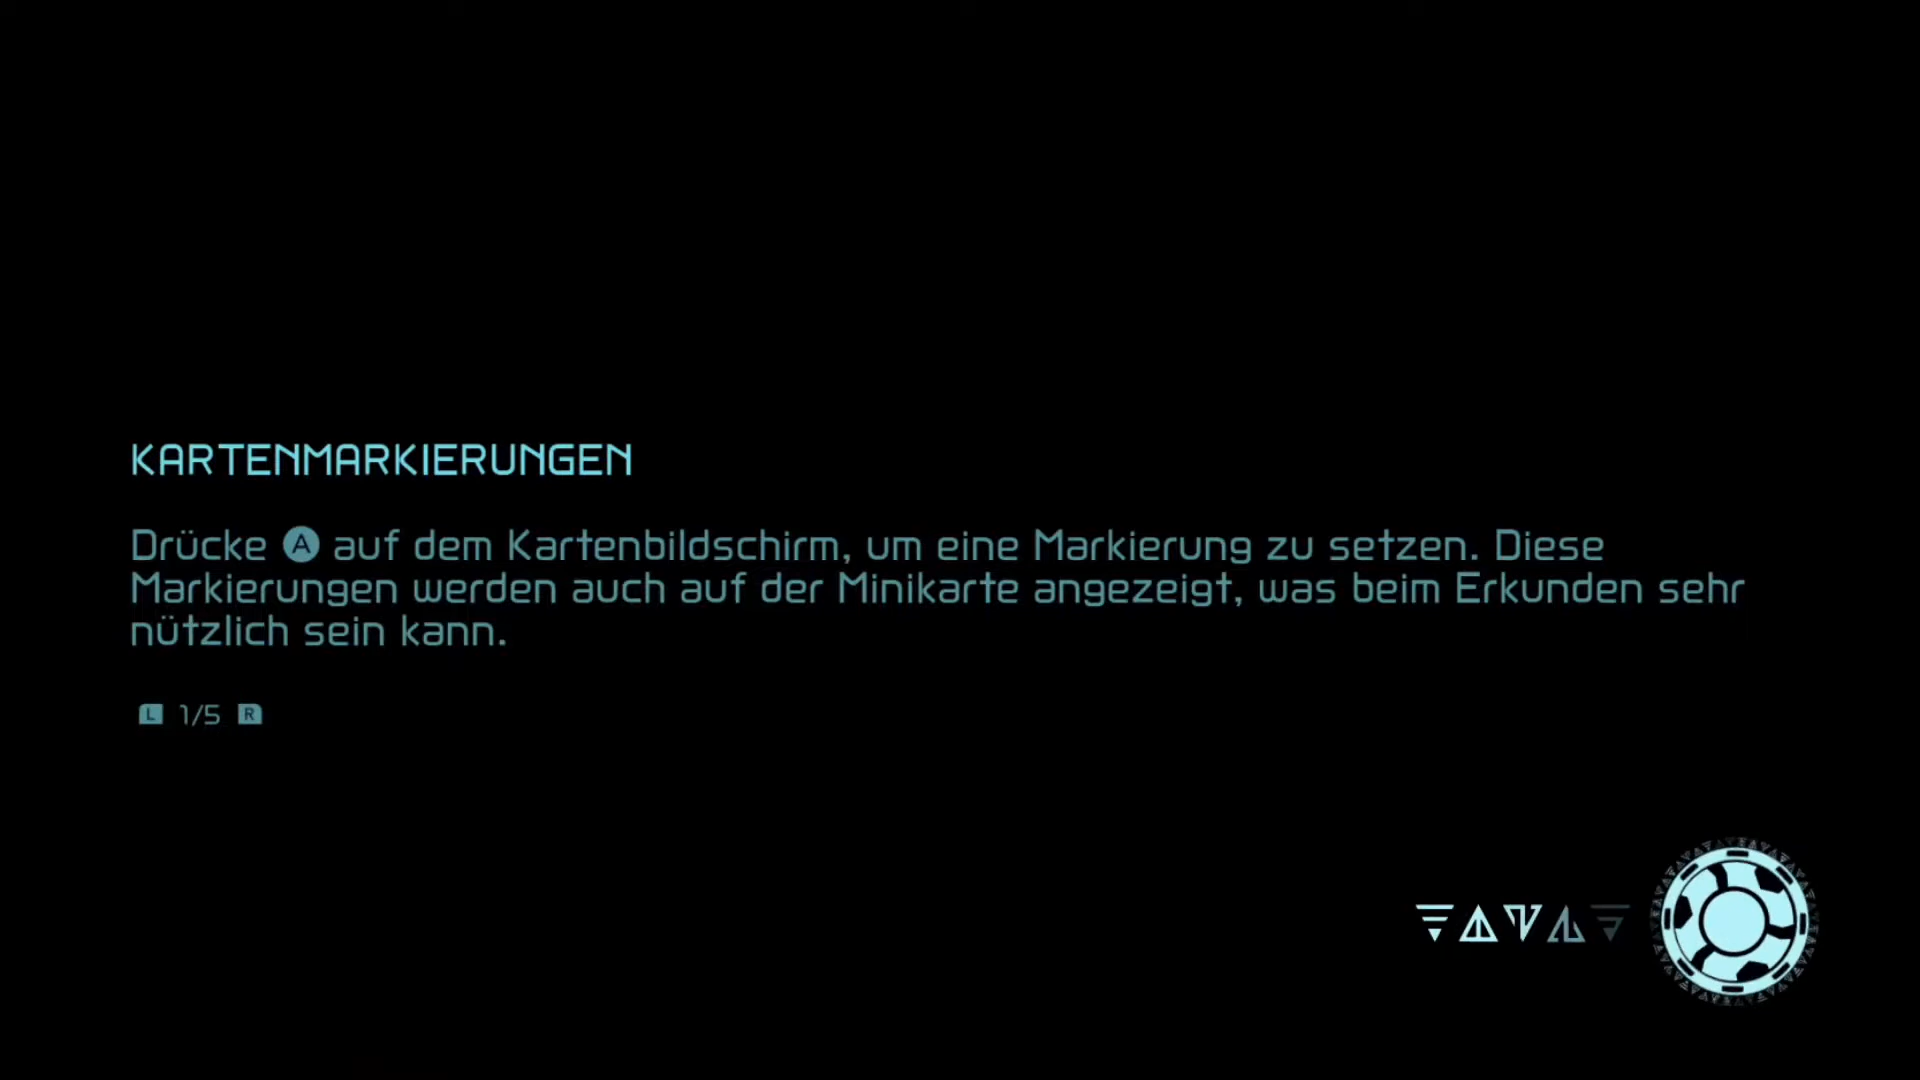 KARTENMARKIERUNGEN
Drücke A auf dem Kartenbildschirm, um eine Markierung zu setzen. Diese
Markierungen werden auch auf der Minikarte angezeigt, was beim Erkunden sehr
nützlich sein kann.
L 1/5 R